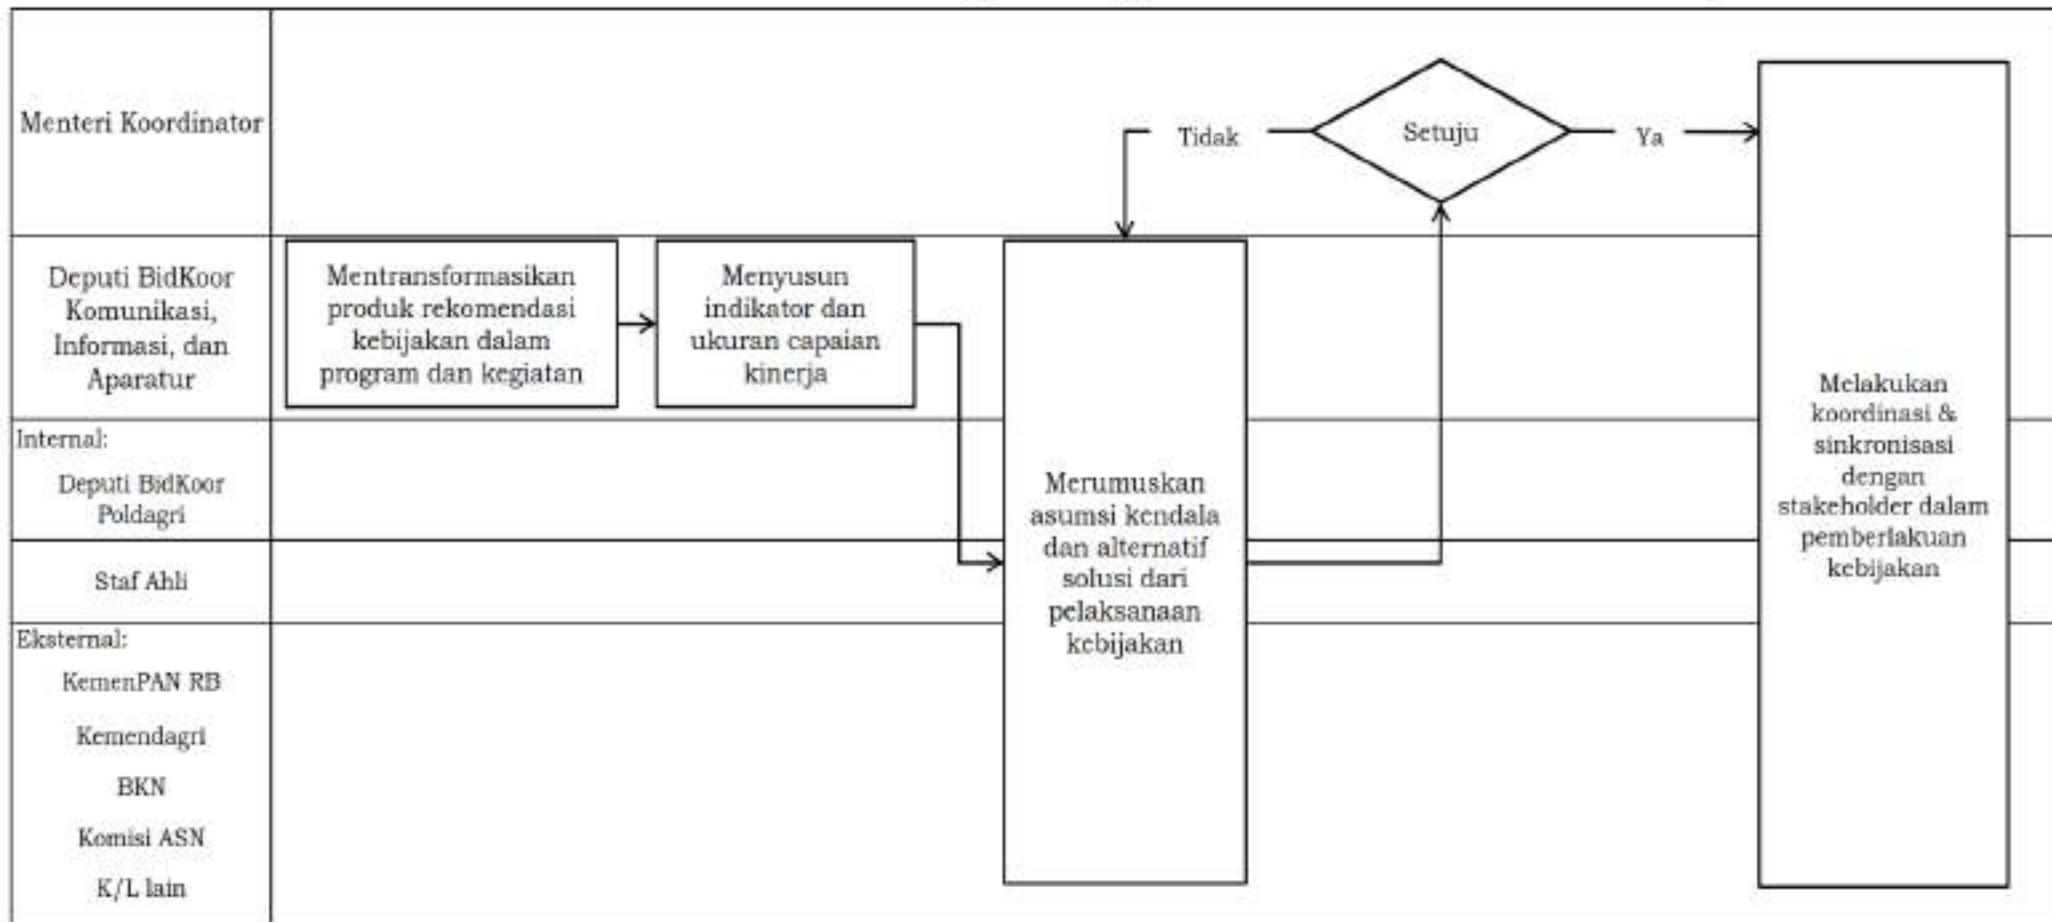 Menteri Koordinator
Tidak
Setuju
Ya
Deputi BidKoor
Komunikasi,
Informasi, dan
Aparatur
Mentransformasikan
produk rekomendasi
kebijakan dalam
program dan kegiatan
Menyusun
indikator dan
ukuran capaian
kinerja
Internal:
Deputi BidKoor
Poldagri
Staf Ahli
Eksternal:
KemenPAN RB
Kemendagri
BKN
Komisi ASN
K/L lain
Merumuskan
asumsi kendala
dan alternatif
solusi dari
pelaksanaan
kebijakan
Melakukan
koordinasi &
sinkronisasi
dengan
stakeholder dalam
pemberlakuan
kebijakan